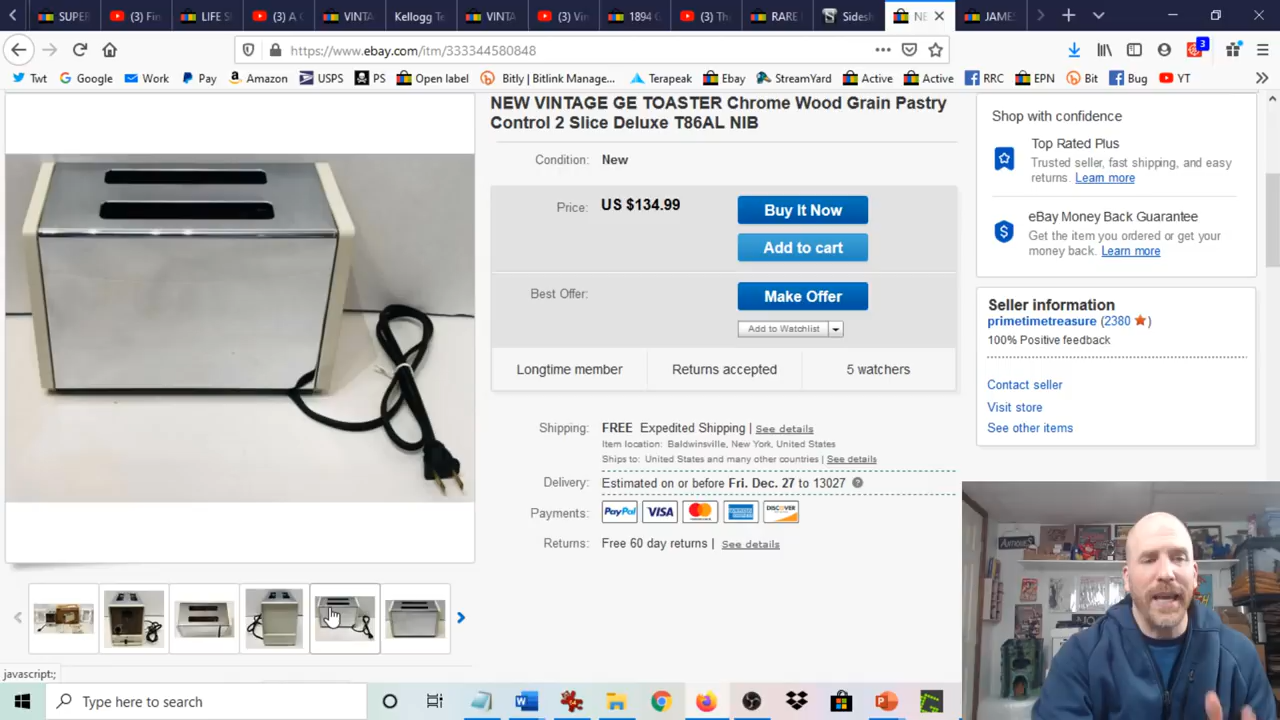 SUPER
(3) Fin
LIFE S
(3) A C
VINTA
Kellogg Te
VINTA
(3) Vin
1894 G
(3) Tha
RARE I
Sidesh
NE
JAMES
https://www.ebay.com/itm/333344580848
3
Twt
Google
Work
Pay
Amazon
USPS
PS
Open label
Bitly | Bitlink Manage...
Terapeak
Ebay
StreamYard
Active
Active
RRC
EPN
Bit
Bug
YT
NEW VINTAGE GE TOASTER Chrome Wood Grain Pastry
Control 2 Slice Deluxe T86AL NIB
Condition: New
Price: US $134.99
Buy It Now
Add to cart
Best Offer:
Make Offer
Add to Watchlist
Longtime member
Returns accepted
5 watchers
Shipping: FREE Expedited Shipping | See details
Item location: Baldwinsville, New York, United States
Ships to: United States and many other countries | See details
Delivery: Estimated on or before Fri. Dec. 27 to 13027
Payments: PayPal VISA
Returns: Free 60 day returns | See details
Shop with confidence
Top Rated Plus
Trusted seller, fast shipping, and easy
returns. Learn more
eBay Money Back Guarantee
Get the item you ordered or get your
money back. Learn more
Seller information
primetimetreasure (2380 )
100% Positive feedback
Contact seller
Visit store
See other items
javascript:;
Type here to search